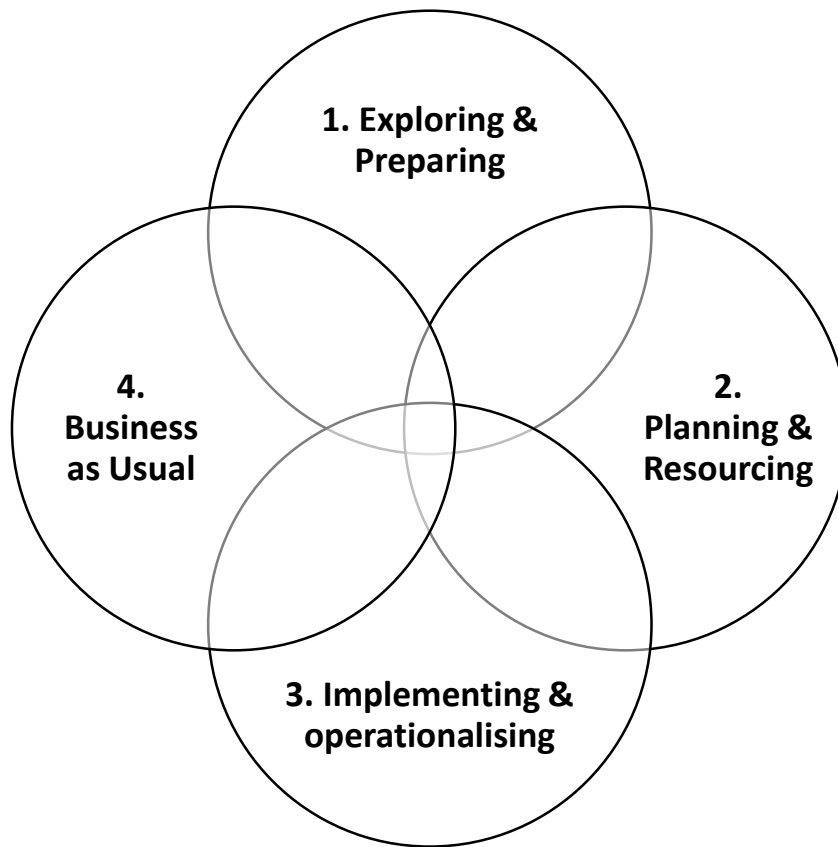 1. Exploring &
Preparing
2.
Planning &
Resourcing
3. Implementing &
operationalising
4.
Business
as Usual